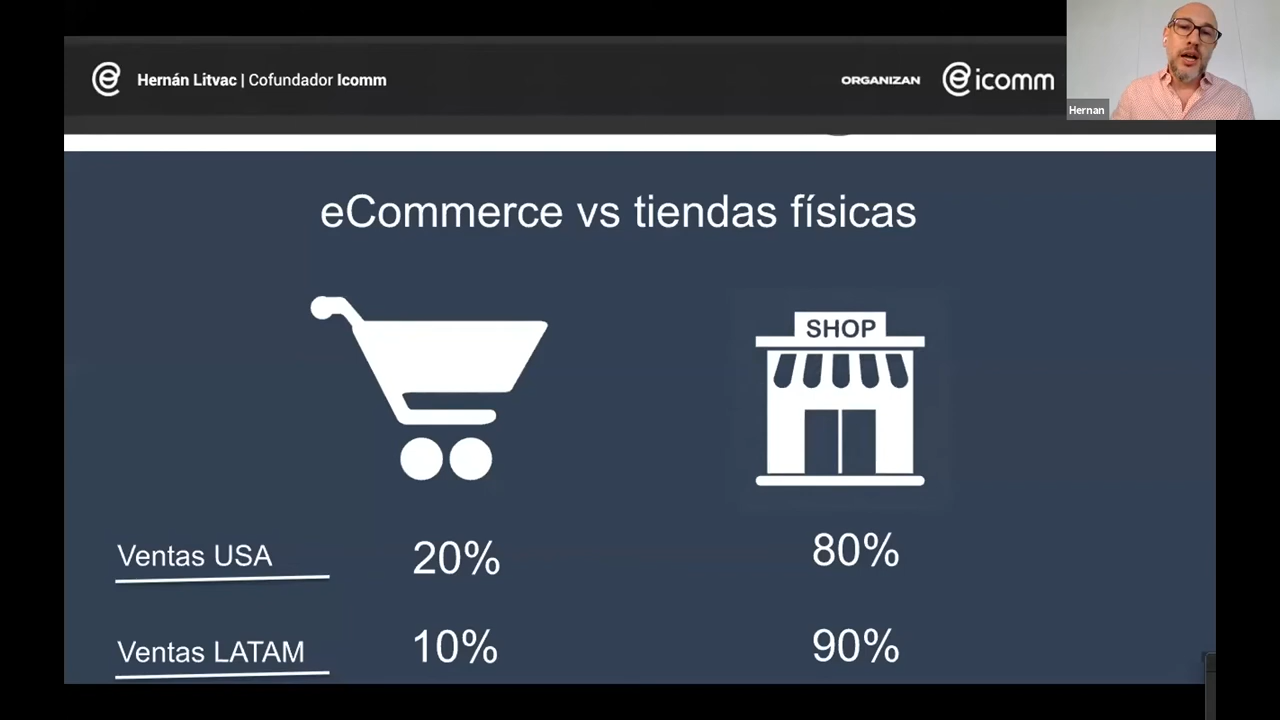 Hernán Litvac | Cofundador Icomm
ORGANIZAN
icomm
Hernan
eCommerce vs tiendas físicas
SHOP
Ventas USA 20% 80%
Ventas LATAM 10% 90%